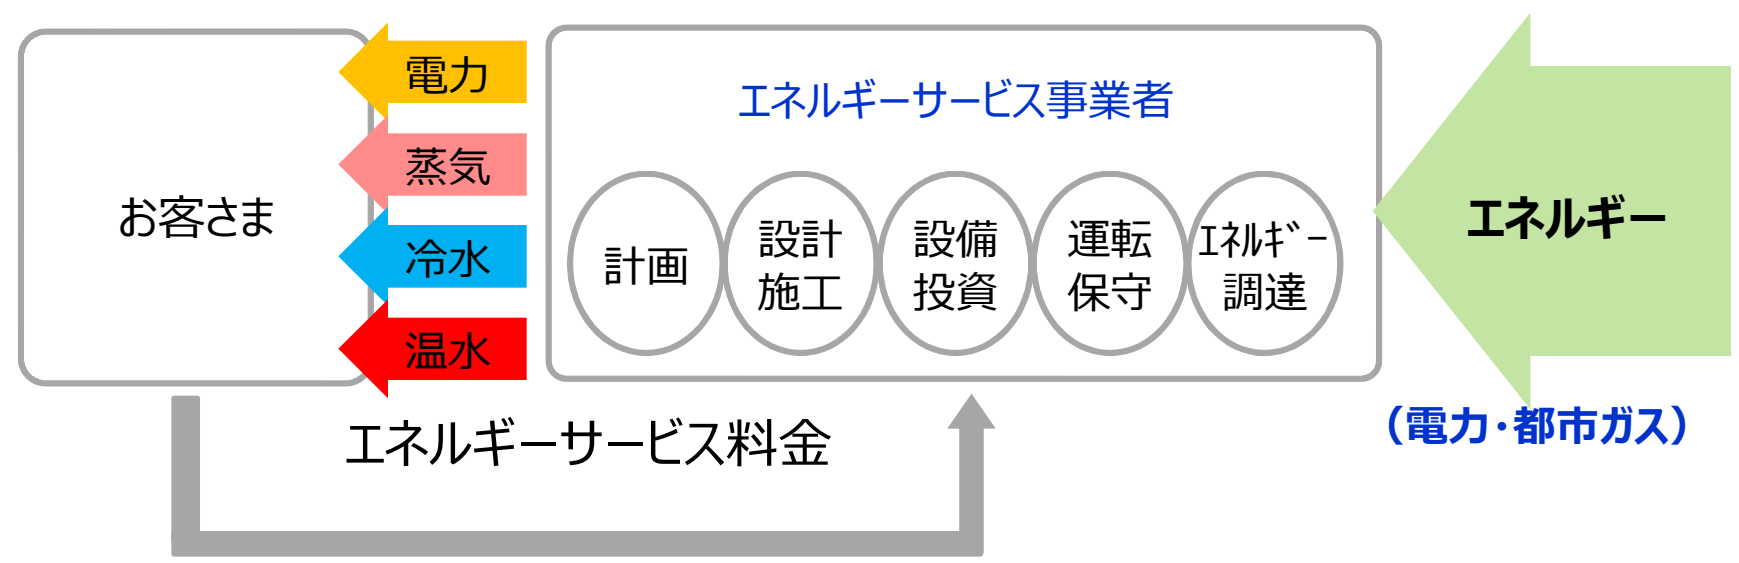 お客さま
電力
蒸気
冷水
温水
エネルギーサービス事業者
計画
設計
施工
設備
投資
運転
保守
ｴﾈﾙｷﾞｰ
調達
エネルギー
（電力・都市ガス）
エネルギーサービス料金